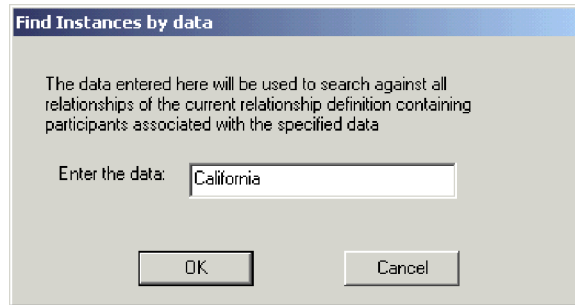 Find Instances by data
The data entered here will be used to search against all
relationships of the current relationship definition containing
participants associated with the specified data
Enter the data: California
OK Cancel